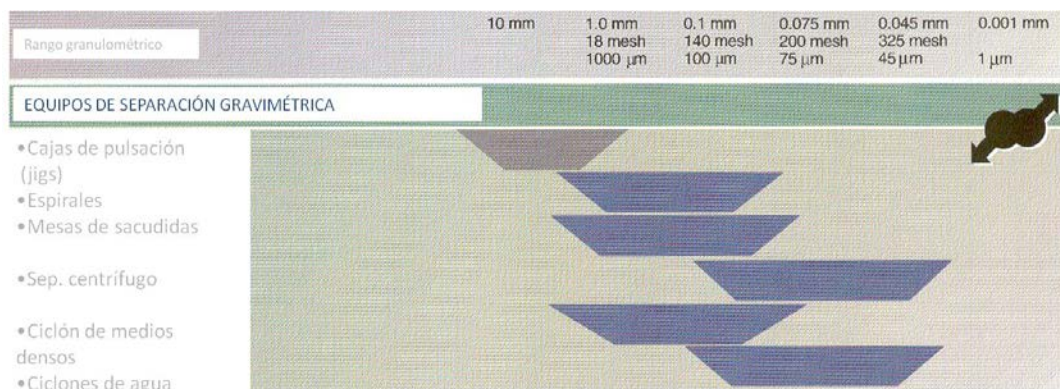 Rango granulométrico
10 mm 1.0 mm 0.1 mm 0.075 mm 0.045 mm 0.001 mm
18 mesh 140 mesh 200 mesh 325 mesh
1000 µm 100 µm 75 µm 45 µm 1 µm
EQUIPOS DE SEPARACIÓN GRAVIMÉTRICA
•Cajas de pulsación
(jigs)
•Espirales
•Mesas de sacudidas
•Sep. centrífugo
•Ciclón de medios
densos
•Ciclones de agua